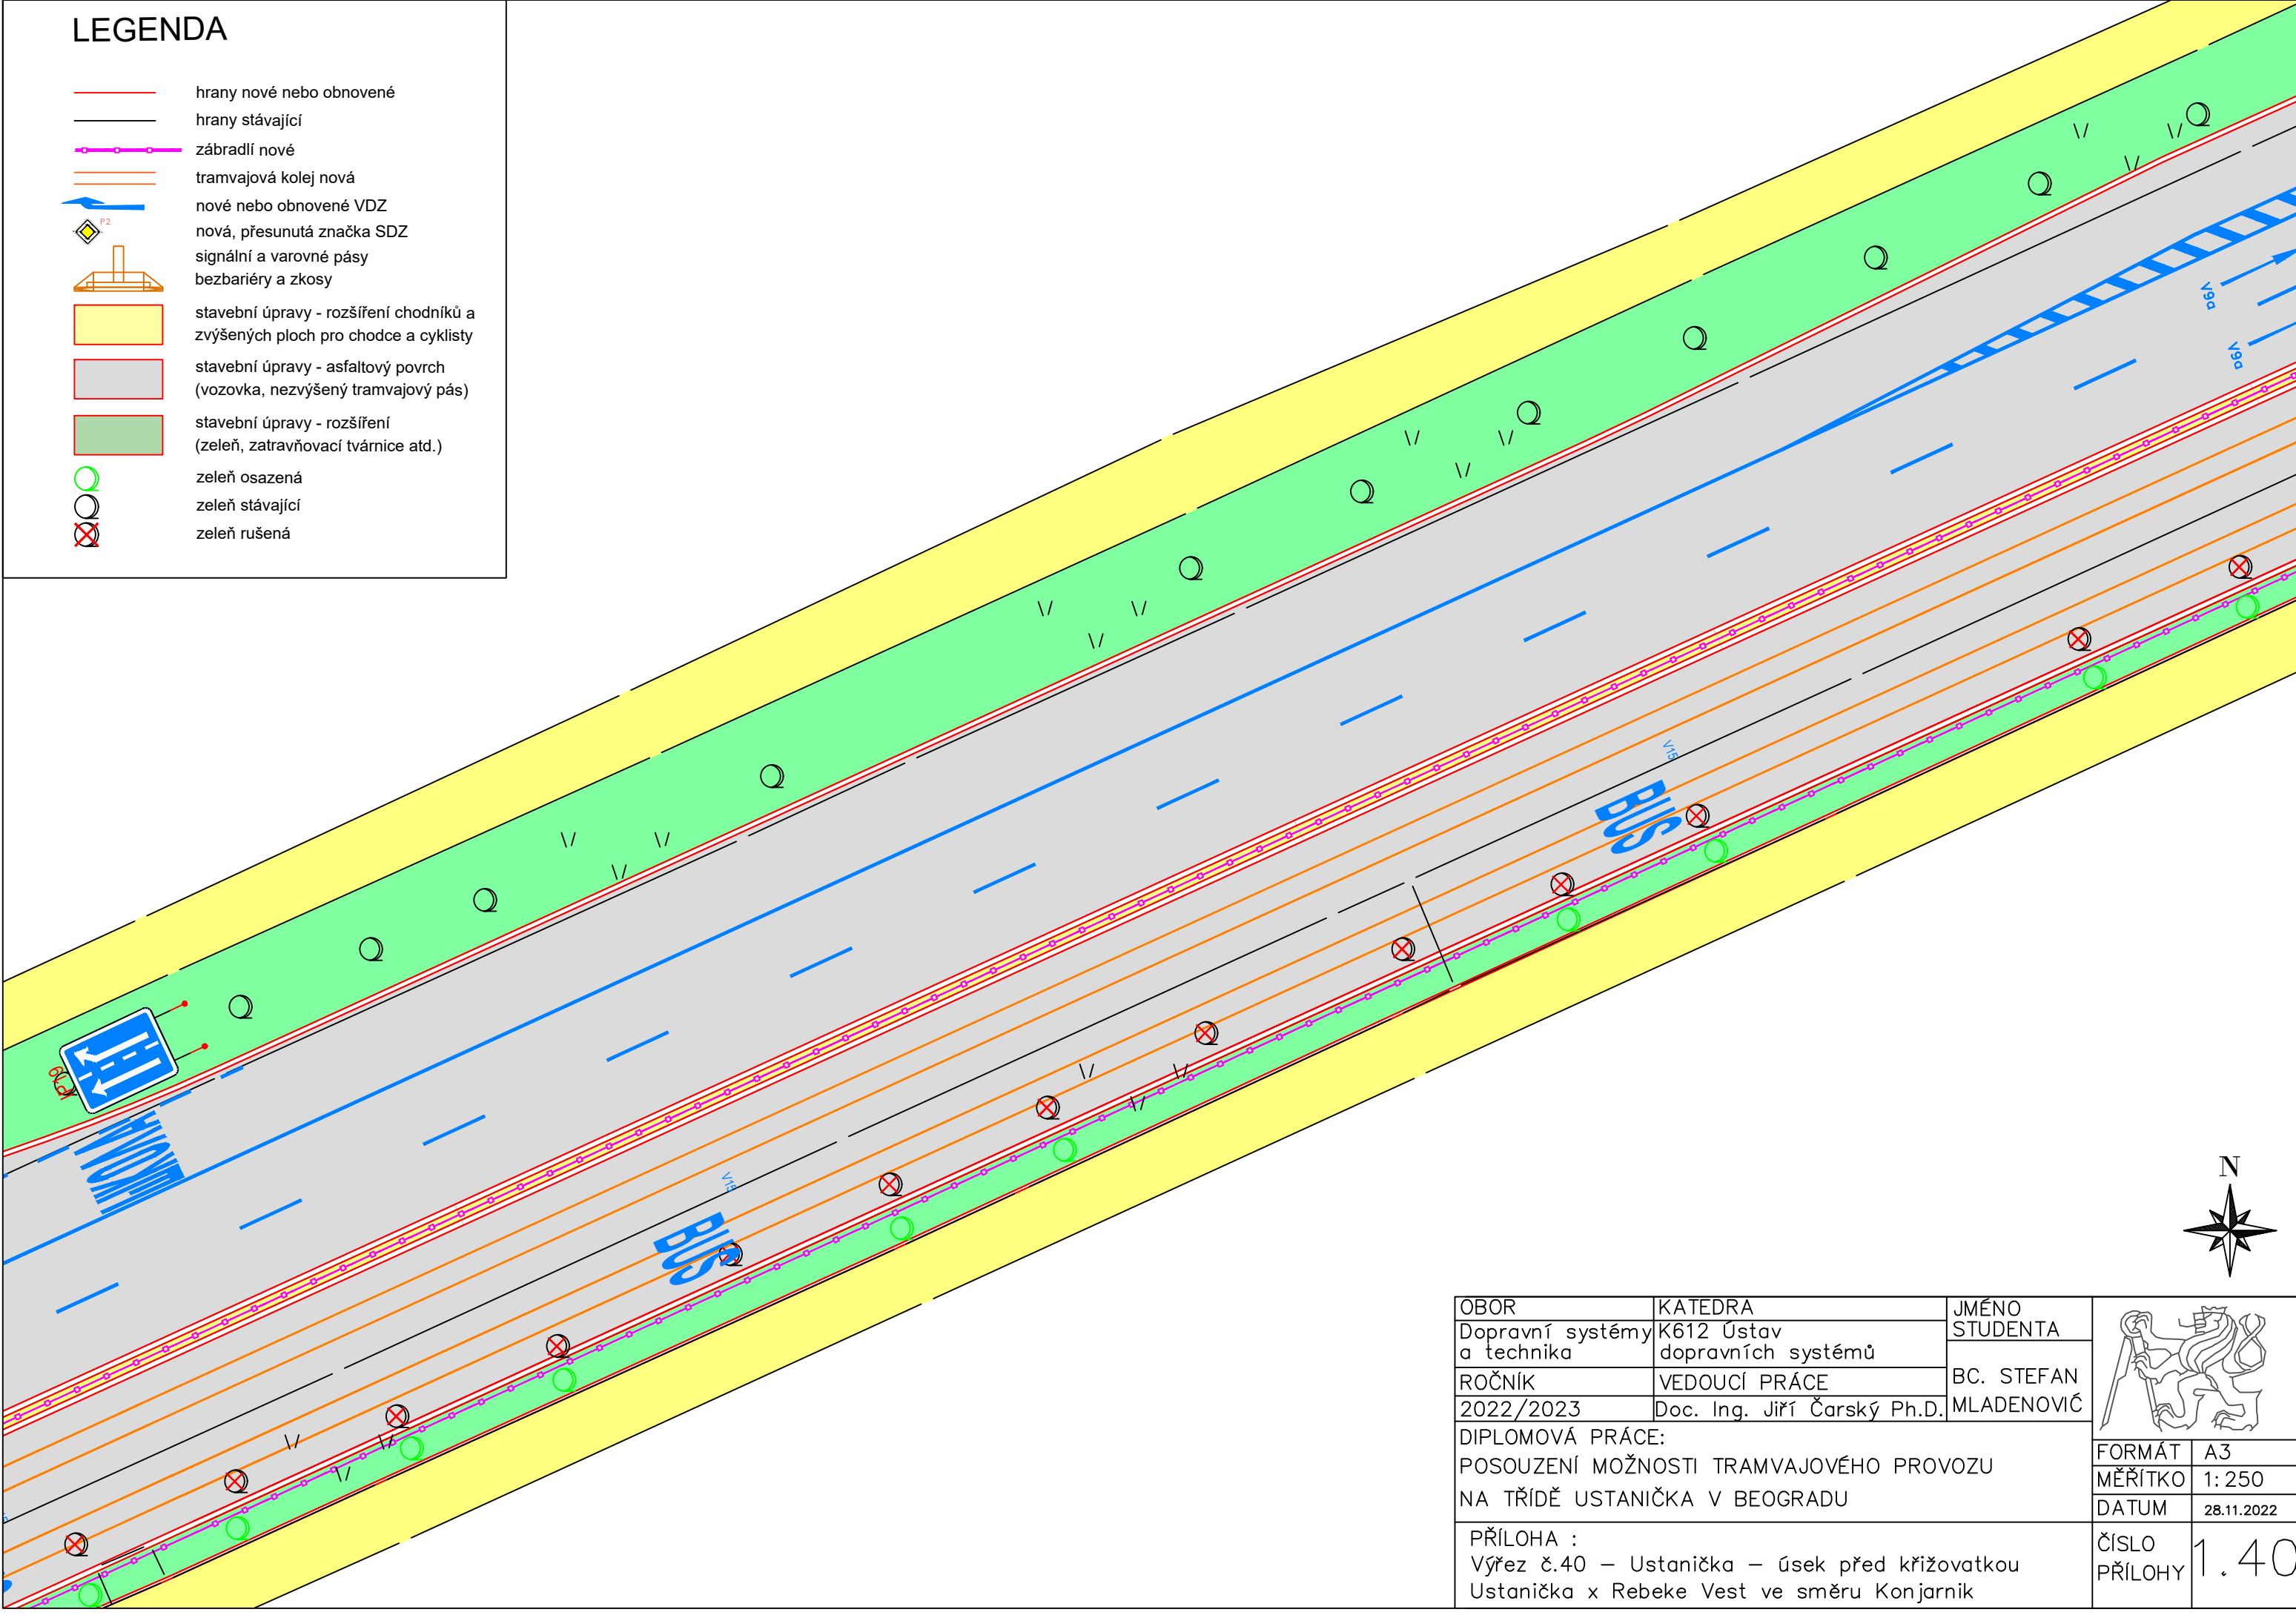 LEGENDA
hrany nové nebo obnovené
hrany stávající
zábradlí nové
tramvajová kolej nová
nové nebo obnovené VDZ
P2
nová, přesunutá značka SDZ
signální a varovné pásy
bezbariéry a zkosy
stavební úpravy - rozšíření chodníků a
zvýšených ploch pro chodce a cyklisty
stavební úpravy - asfaltový povrch
(vozovka, nezvýšený tramvajový pás)
stavební úpravy - rozšíření
(zeleň, zatravňovací tvárnice atd.)
zeleň osazená
zeleň stávající
zeleň rušená
V9a
V9a
V15
BUS
V15
BUS
N
OBOR
KATEDRA
JMÉNO
STUDENTA
Dopravní systémy
a technika
K612 Ústav
dopravních systémů
BC. STEFAN
MLADENOVIĆ
ROČNÍK
VEDOUCÍ PRÁCE
2022/2023
Doc. Ing. Jiří Čarský Ph.D.
DIPLOMOVÁ PRÁCE:
POSOUZENÍ MOŽNOSTI TRAMVAJOVÉHO PROVOZU
NA TŘÍDĚ USTANIČKA V BEOGRADU
FORMÁT A3
MĚŘÍTKO 1:250
DATUM 28.11.2022
PŘÍLOHA :
Výřez č.40 – Ustanička – úsek před křižovatkou
Ustanička x Rebeke Vest ve směru Konjarnik
ČÍSLO
PŘÍLOHY
1.40